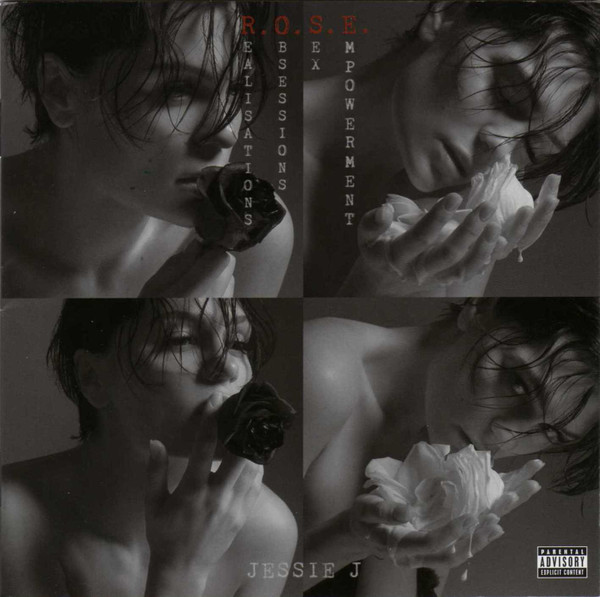 R.O.S.E.
EALISATIONS
BSESSIONS
EX
MPOWERMENT
JESSIE J
PARENTAL
ADVISORY
EXPLICIT CONTENT